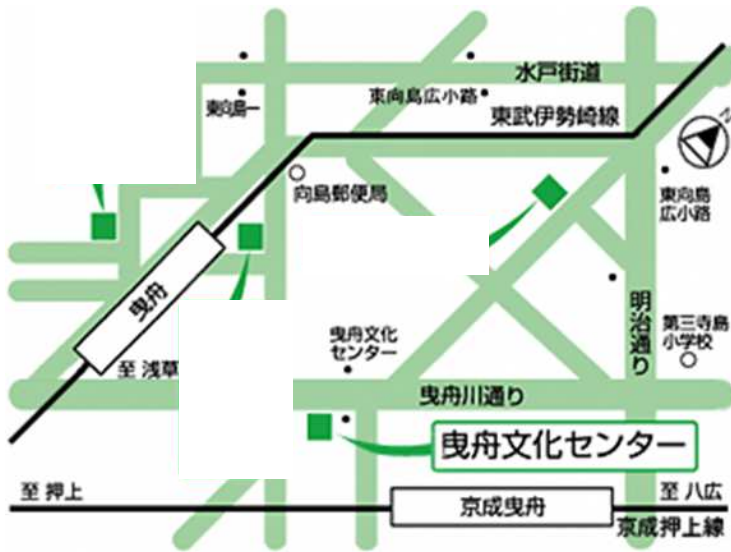 水戸街道
東向島一
東向島広小路
東武伊勢崎線
N
向島郵便局
東向島
広小路
曳舟
明治通り
第三寺島
小学校
曳舟文化
センター
至 浅草
曳舟川通り
曳舟文化センター
至 押上
京成曳舟
至 八広
京成押上線